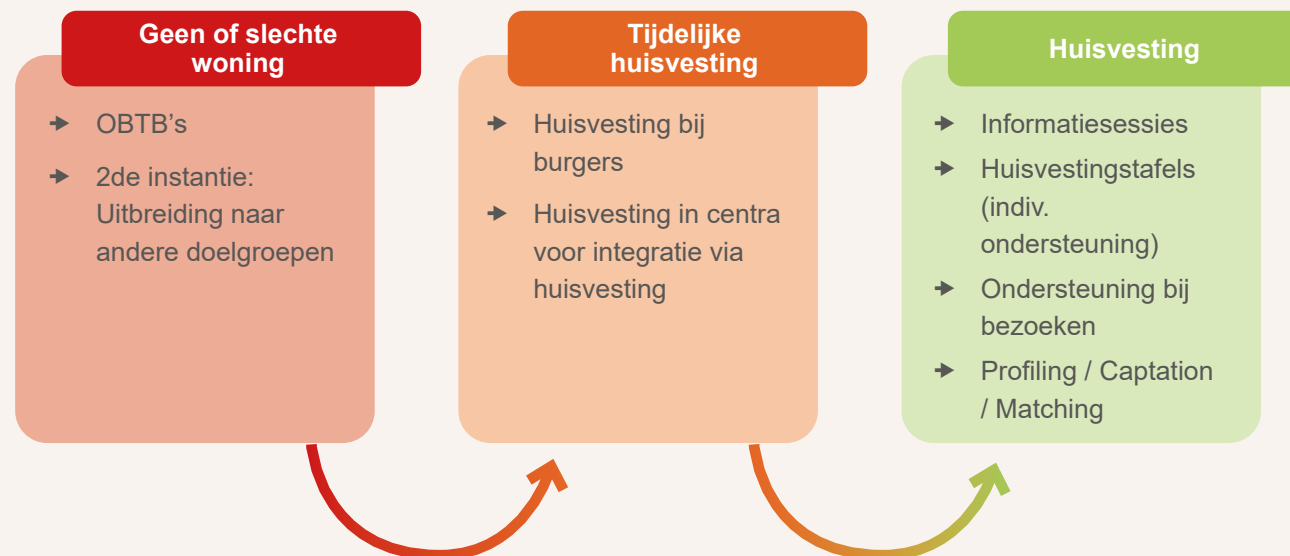 Geen of slechte
woning
➔ OBTB’s
➔ 2de instantie:
Uitbreiding naar
andere doelgroepen
Tijdelijke
huisvesting
➔ Huisvesting bij
burgers
➔ Huisvesting in centra
voor integratie via
huisvesting
Huisvesting
➔ Informatiesessies
➔ Huisvestingstafels
(indiv.
ondersteuning)
➔ Ondersteuning bij
bezoeken
➔ Profiling / Captation
/ Matching